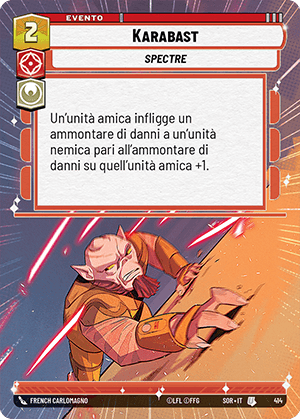 EVENTO
2
KARABAST
SPECTRE
Un'unità amica infligge un
ammontare di danni a un'unità
nemica pari all'ammontare di
danni su quell'unità amica +1.
FRENCH CARLOMAGNO
©LFL ©FFG
SOR • IT
414